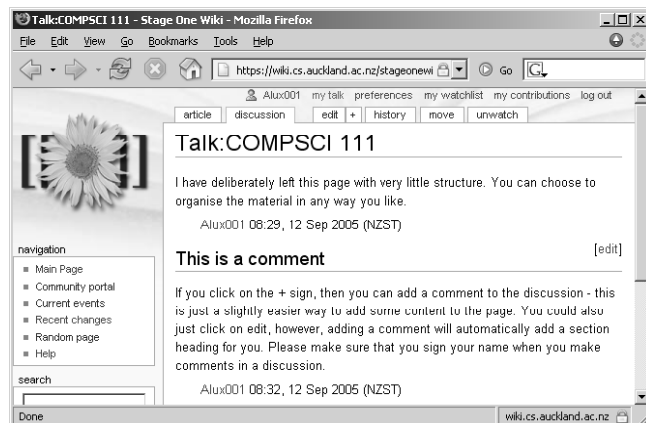 Talk:COMPSCI 111 - Stage One Wiki - Mozilla Firefox
File Edit View Go Bookmarks Tools Help
https://wiki.cs.auckland.ac.nz/stageonewi Go G
Alux001 my talk preferences my watchlist my contributions log out
article discussion edit + history move unwatch
Talk:COMPSCI 111
I have deliberately left this page with very little structure. You can choose to
organise the material in any way you like.
Alux001 08:29, 12 Sep 2005 (NZST)
[edit]
This is a comment
If you click on the + sign, then you can add a comment to the discussion - this
is just a slightly easier way to add some content to the page. You could also
just click on edit, however, adding a comment will automatically add a section
heading for you. Please make sure that you sign your name when you make
comments in a discussion.
Alux001 08:32, 12 Sep 2005 (NZST)
navigation
Main Page
Community portal
Current events
Recent changes
Random page
Help
search
Done wiki.cs.auckland.ac.nz